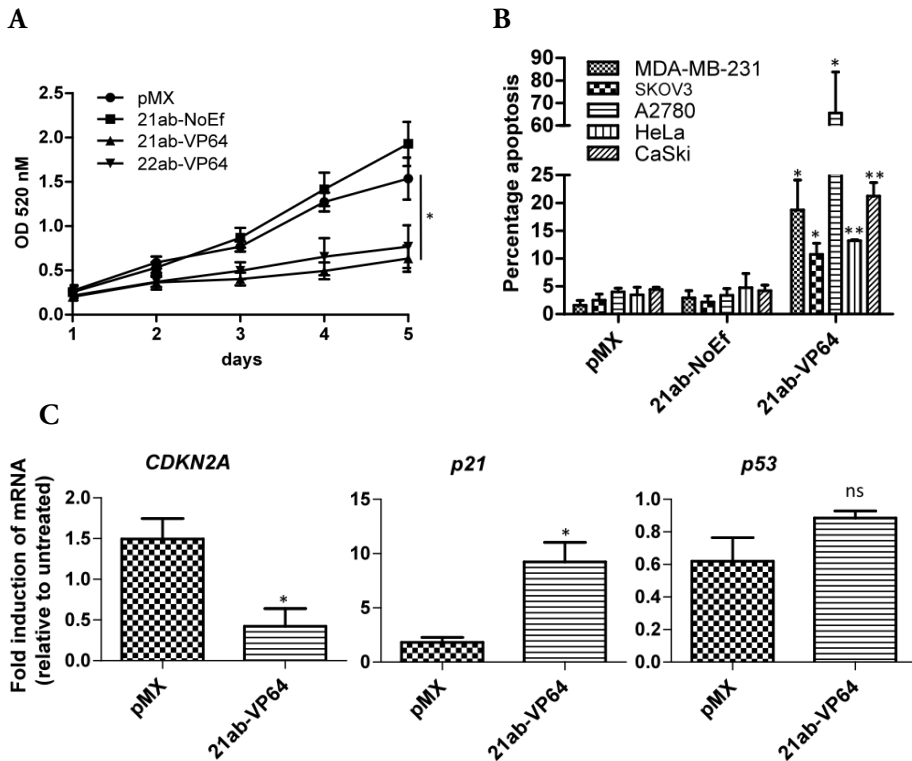 A
OD 520 nM
2.5
2.0
1.5
1.0
0.5
0.0
pMX
21ab-NoEf
21ab-VP64
22ab-VP64
*
1 2 3 4 5
days
B
Percentage apoptosis
90
80
70
60
25
20
15
10
5
0
MDA-MB-231
SKOV3
A2780
HeLa
CaSki
* * * ** **
pMX 21ab-NoEf 21ab-VP64
C
Fold induction of mRNA
(relative to untreated)
CDKN2A
2.0
1.5
1.0
0.5
0.0
*
pMX 21ab-VP64
p21
15
10
5
0
*
pMX 21ab-VP64
p53
1.0
0.8
0.6
0.4
0.2
0.0
ns
pMX 21ab-VP64